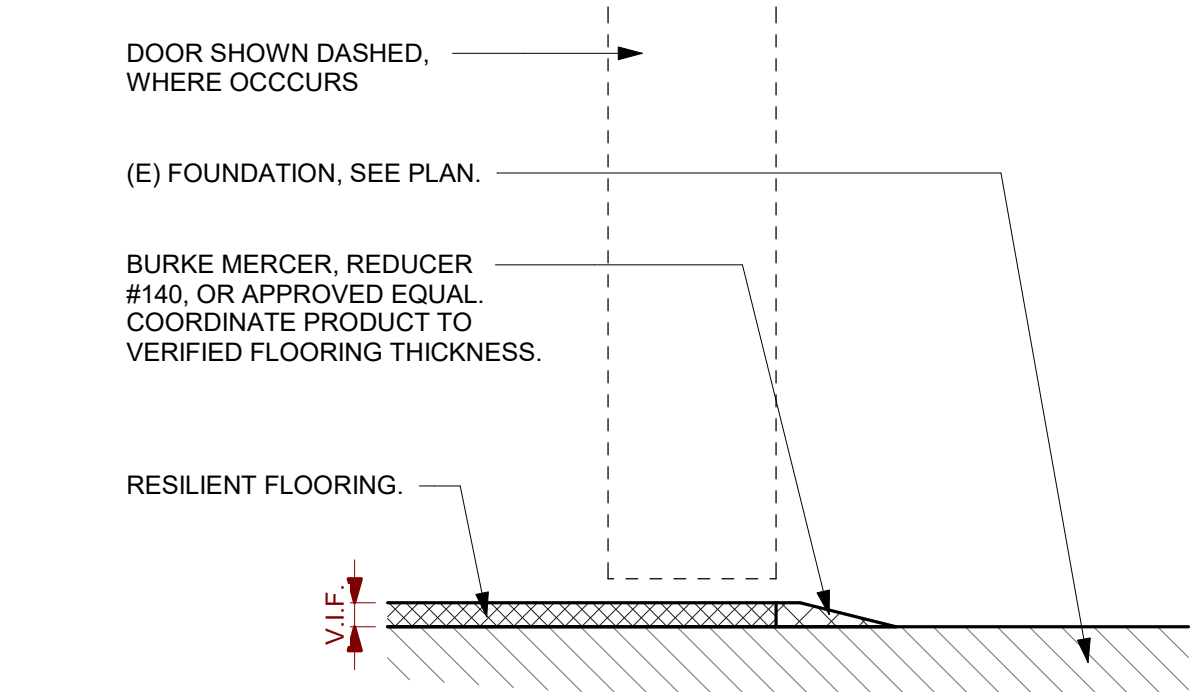 DOOR SHOWN DASHED,
WHERE OCCCURS
(E) FOUNDATION, SEE PLAN.
BURKE MERCER, REDUCER
#140, OR APPROVED EQUAL.
COORDINATE PRODUCT TO
VERIFIED FLOORING THICKNESS.
RESILIENT FLOORING.
V.I.F.